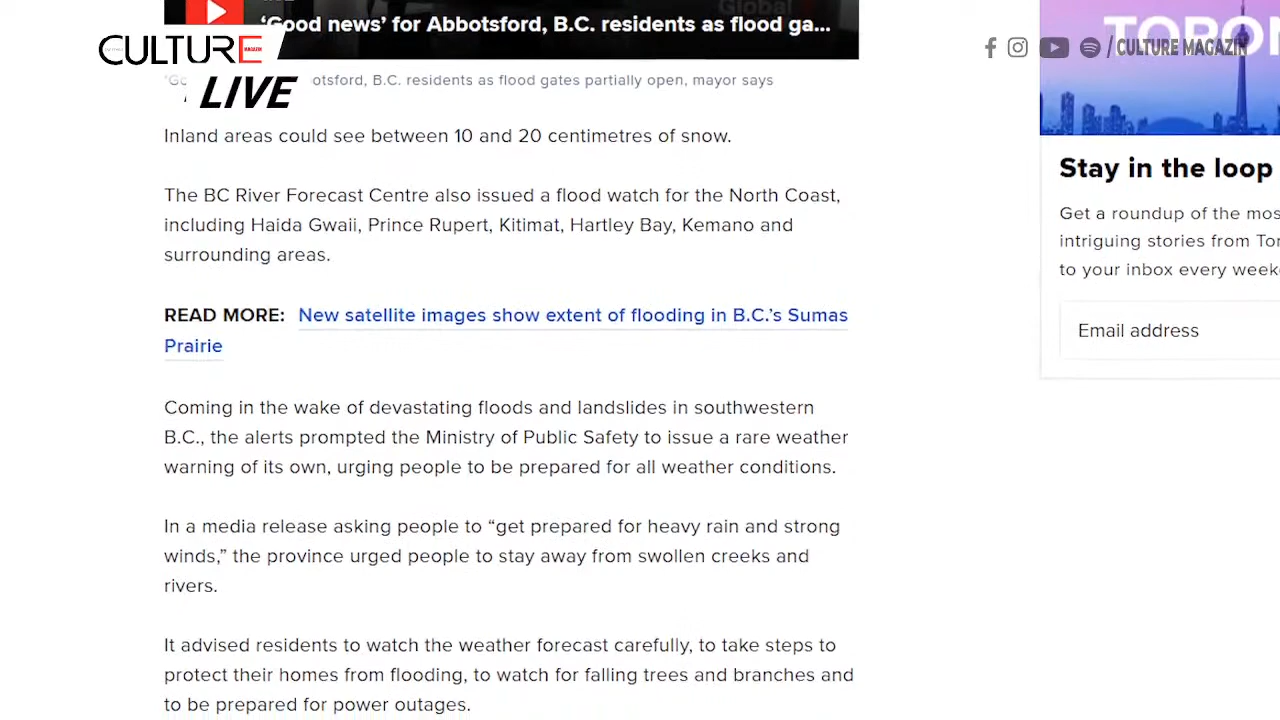 Global
'Good news' for Abbotsford, B.C. residents as flood ga...
CULTURE
MAGAZIN
LIVE
/ CULTURE MAGAZIN
TORON
otsford, B.C. residents as flood gates partially open, mayor says
Inland areas could see between 10 and 20 centimetres of snow.
The BC River Forecast Centre also issued a flood watch for the North Coast,
including Haida Gwaii, Prince Rupert, Kitimat, Hartley Bay, Kemano and
surrounding areas.
READ MORE: New satellite images show extent of flooding in B.C.'s Sumas
Prairie
Coming in the wake of devastating floods and landslides in southwestern
B.C., the alerts prompted the Ministry of Public Safety to issue a rare weather
warning of its own, urging people to be prepared for all weather conditions.
In a media release asking people to “get prepared for heavy rain and strong
winds,” the province urged people to stay away from swollen creeks and
rivers.
It advised residents to watch the weather forecast carefully, to take steps to
protect their homes from flooding, to watch for falling trees and branches and
to be prepared for power outages.
Stay in the loop
Get a roundup of the mos
intriguing stories from Tor
to your inbox every weeke
Email address